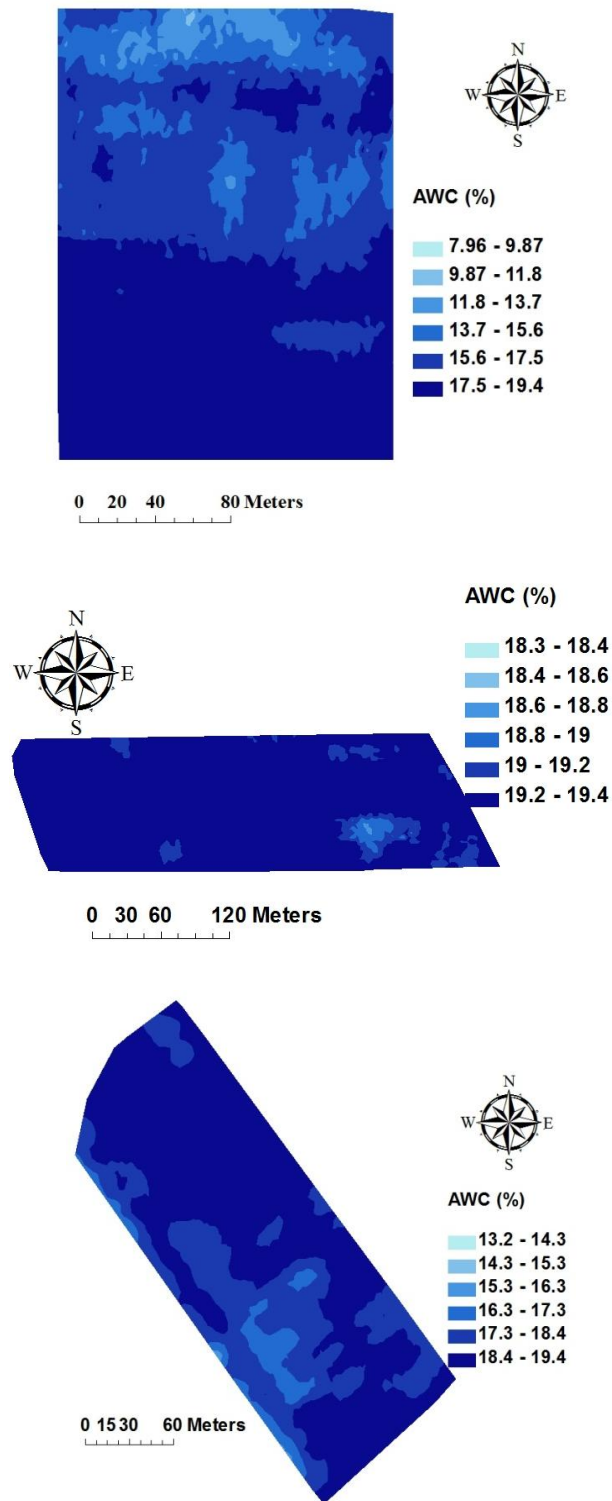 N
W E
S
AWC (%)
7.96 - 9.87
9.87 - 11.8
11.8 - 13.7
13.7 - 15.6
15.6 - 17.5
17.5 - 19.4
0 20 40 80 Meters
N
W E
S
AWC (%)
18.3 - 18.4
18.4 - 18.6
18.6 - 18.8
18.8 - 19
19 - 19.2
19.2 - 19.4
0 30 60 120 Meters
N
W E
S
AWC (%)
13.2 - 14.3
14.3 - 15.3
15.3 - 16.3
16.3 - 17.3
17.3 - 18.4
18.4 - 19.4
0 15 30 60 Meters